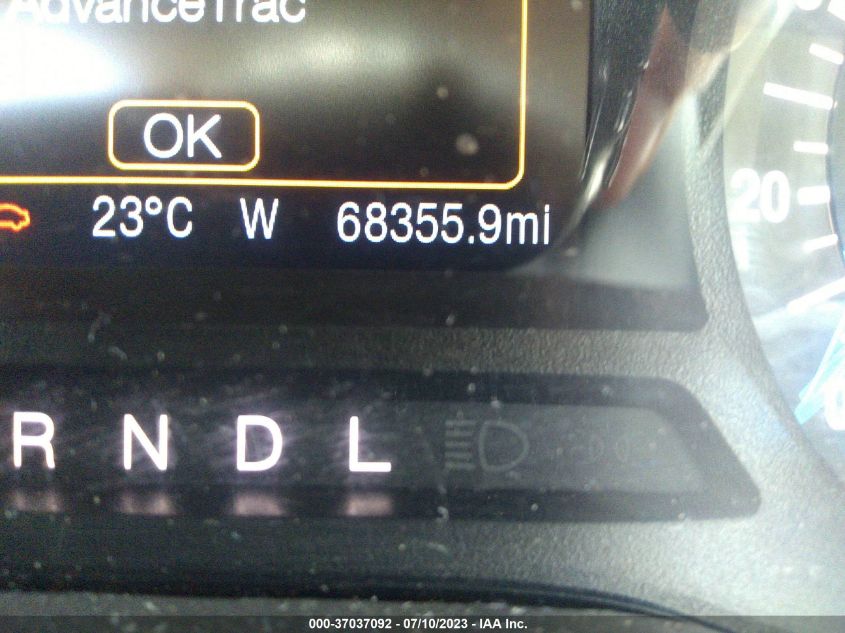 AdvanceTrac
OK
23°C W 68355.9mi
20
R N D L
000-37037092 - 07/10/2023 - IAA Inc.